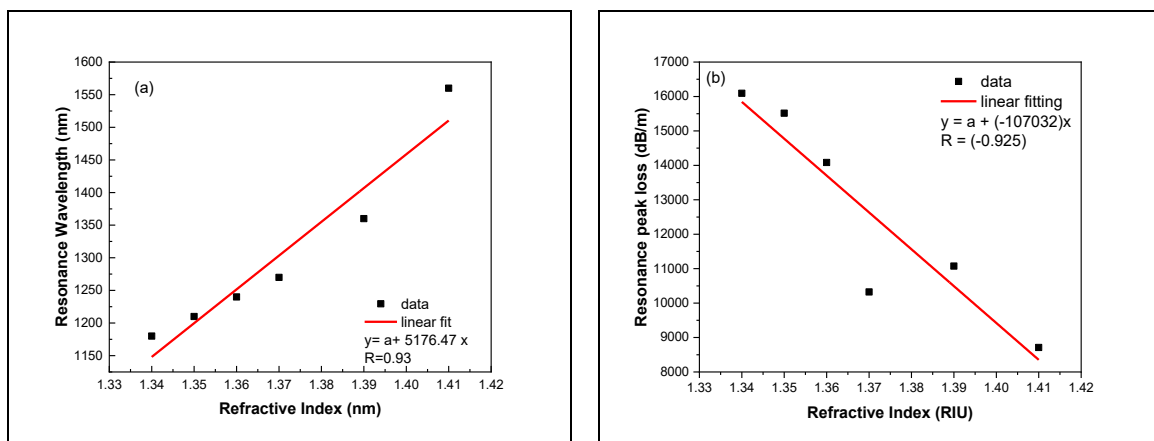 (a)
Resonance Wavelength (nm)
1600
1550
1500
1450
1400
1350
1300
1250
1200
1150
1.33 1.34 1.35 1.36 1.37 1.38 1.39 1.40 1.41 1.42
Refractive Index (nm)
data
linear fit
y= a+ 5176.47 x
R=0.93
(b)
Resonance peak loss (dB/m)
17000
16000
15000
14000
13000
12000
11000
10000
9000
8000
1.33 1.34 1.35 1.36 1.37 1.38 1.39 1.40 1.41 1.42
Refractive Index (RIU)
data
linear fitting
y = a + (-107032)x
R = (-0.925)